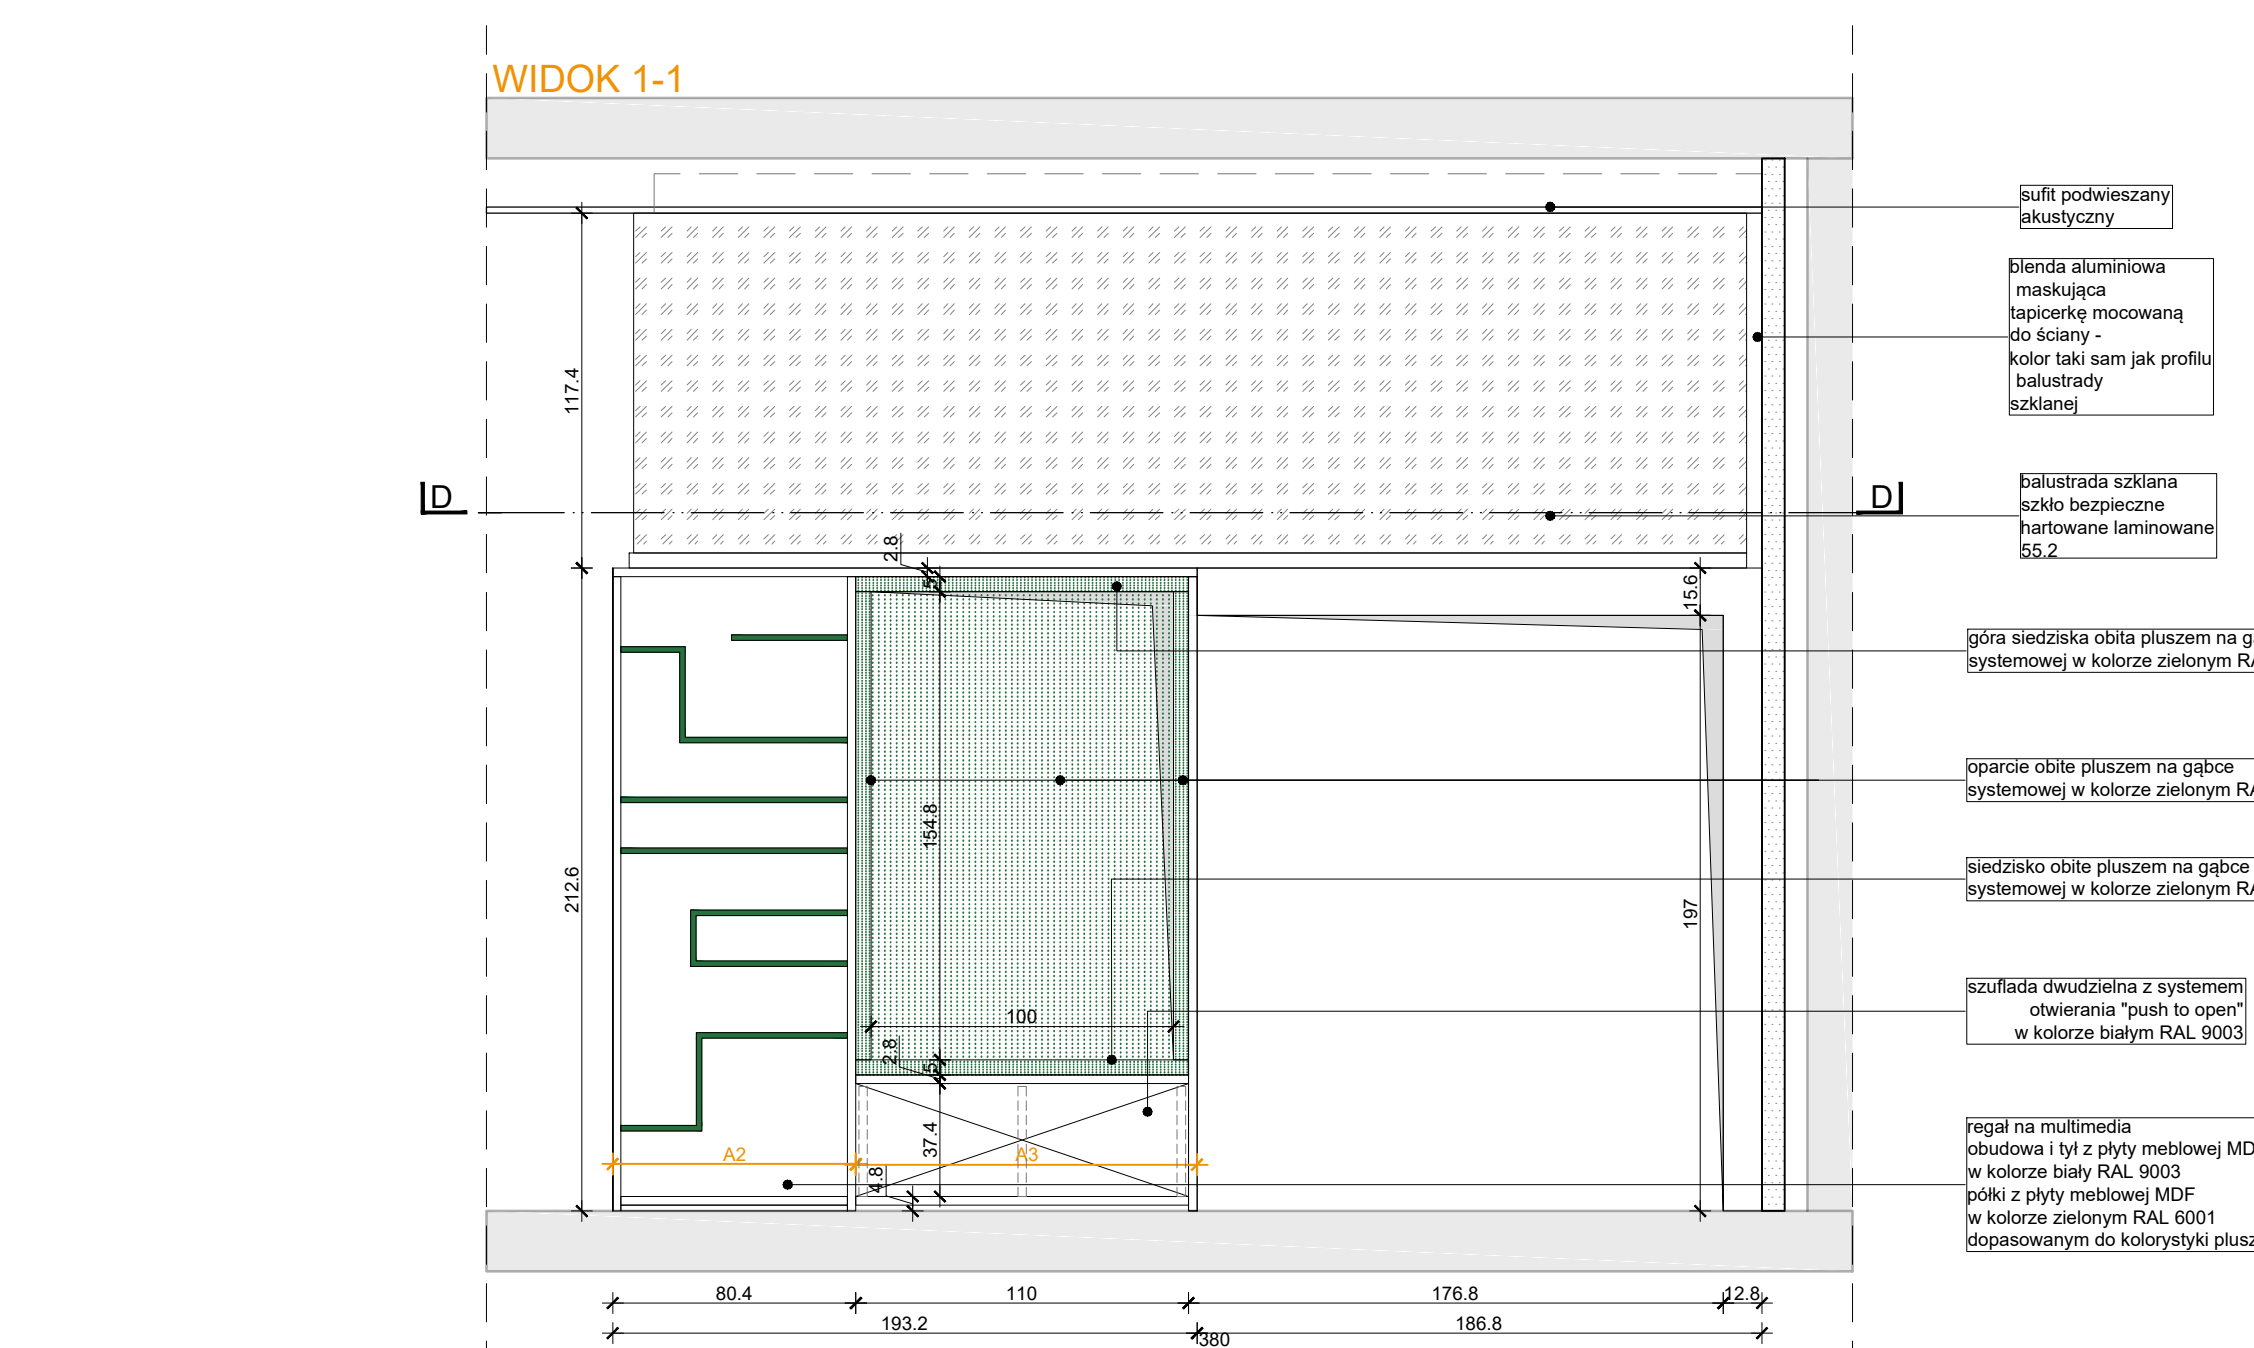 WIDOK 1-1
sufit podwieszany
akustyczny
blenda aluminiowa
maskująca
tapicerkę mocowaną
do ściany -
kolor taki sam jak profilu
balustrady
szklanej
117.4
D
D
balustrada szklana
szkło bezpieczne
hartowane laminowane
55.2
2.8
5
15.6
góra siedziska obita pluszem na g
systemowej w kolorze zielonym RA
oparcie obite pluszem na gąbce
systemowej w kolorze zielonym RA
154.8
212.6
siedzisko obite pluszem na gąbce
systemowej w kolorze zielonym RA
197
100
2.8
5
szuflada dwudzielna z systemem
otwierania "push to open"
w kolorze białym RAL 9003
37.4
A2
A3
4.8
regał na multimedia
obudowa i tył z płyty meblowej MD
w kolorze biały RAL 9003
półki z płyty meblowej MDF
w kolorze zielonym RAL 6001
dopasowanym do kolorystyki plusz
80.4
110
176.8
12.8
193.2
186.8
380